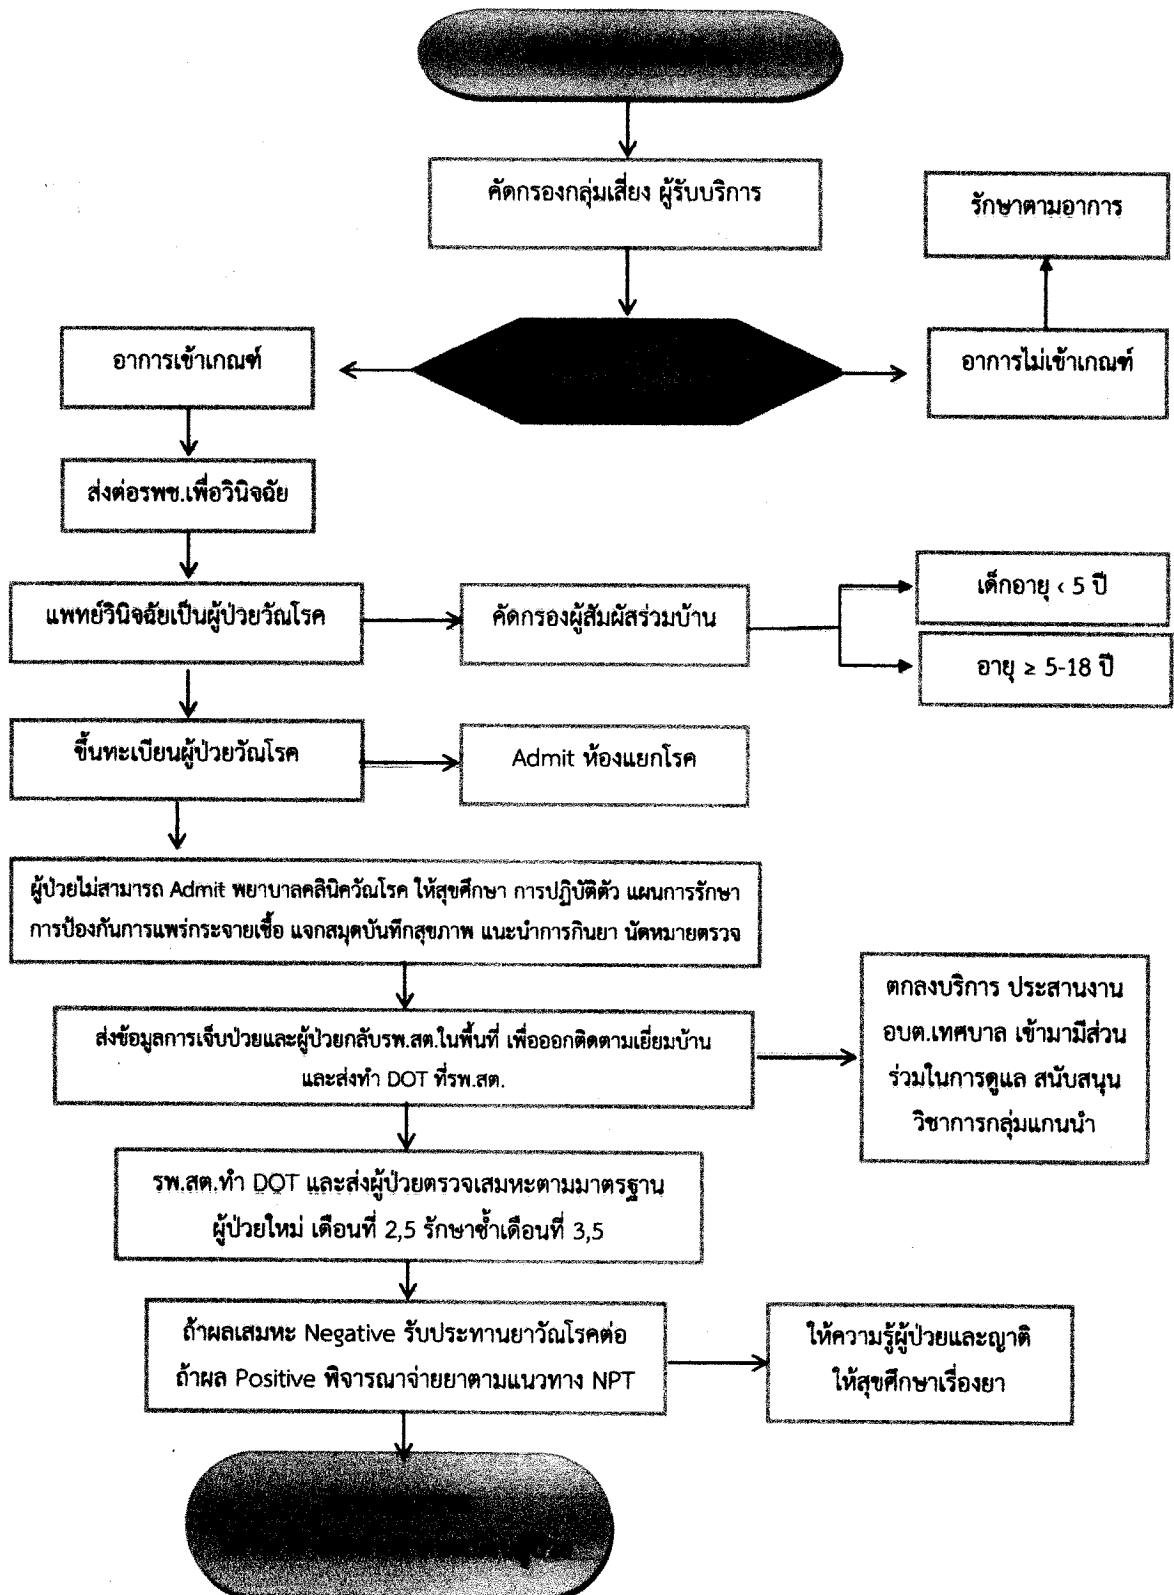 คัดกรองกลุ่มเสี่ยง ผู้รับบริการ
รักษาตามอาการ
อาการเข้าเกณฑ์
อาการไม่เข้าเกณฑ์
ส่งต่อรพช.เพื่อวินิจฉัย
แพทย์วินิจฉัยเป็นผู้ป่วยวัณโรค
คัดกรองผู้สัมผัสร่วมบ้าน
เด็กอายุ < 5 ปี
อายุ ≥ 5-18 ปี
ขึ้นทะเบียนผู้ป่วยวัณโรค
Admit ห้องแยกโรค
ผู้ป่วยไม่สามารถ Admit พยาบาลคลินิควัณโรค ให้สุขศึกษา การปฏิบัติตัว แผนการรักษา
การป้องกันการแพร่กระจายเชื้อ แจกสมุดบันทึกสุขภาพ แนะนำการกินยา นัดหมายตรวจ
ส่งข้อมูลการเจ็บป่วยและผู้ป่วยกลับรพ.สต.ในพื้นที่ เพื่อออกติดตามเยี่ยมบ้าน
และส่งทำ DOT ที่รพ.สต.
ตกลงบริการ ประสานงาน
อบต.เทศบาล เข้ามามีส่วน
ร่วมในการดูแล สนับสนุน
วิชาการกลุ่มแกนนำ
รพ.สต.ทำ DOT และส่งผู้ป่วยตรวจเสมหะตามมาตรฐาน
ผู้ป่วยใหม่ เดือนที่ 2,5 รักษาซ้ำเดือนที่ 3,5
ถ้าผลเสมหะ Negative รับประทานยาวัณโรคต่อ
ถ้าผล Positive พิจารณาจ่ายยาตามแนวทาง NPT
ให้ความรู้ผู้ป่วยและญาติ
ให้สุขศึกษาเรื่องยา